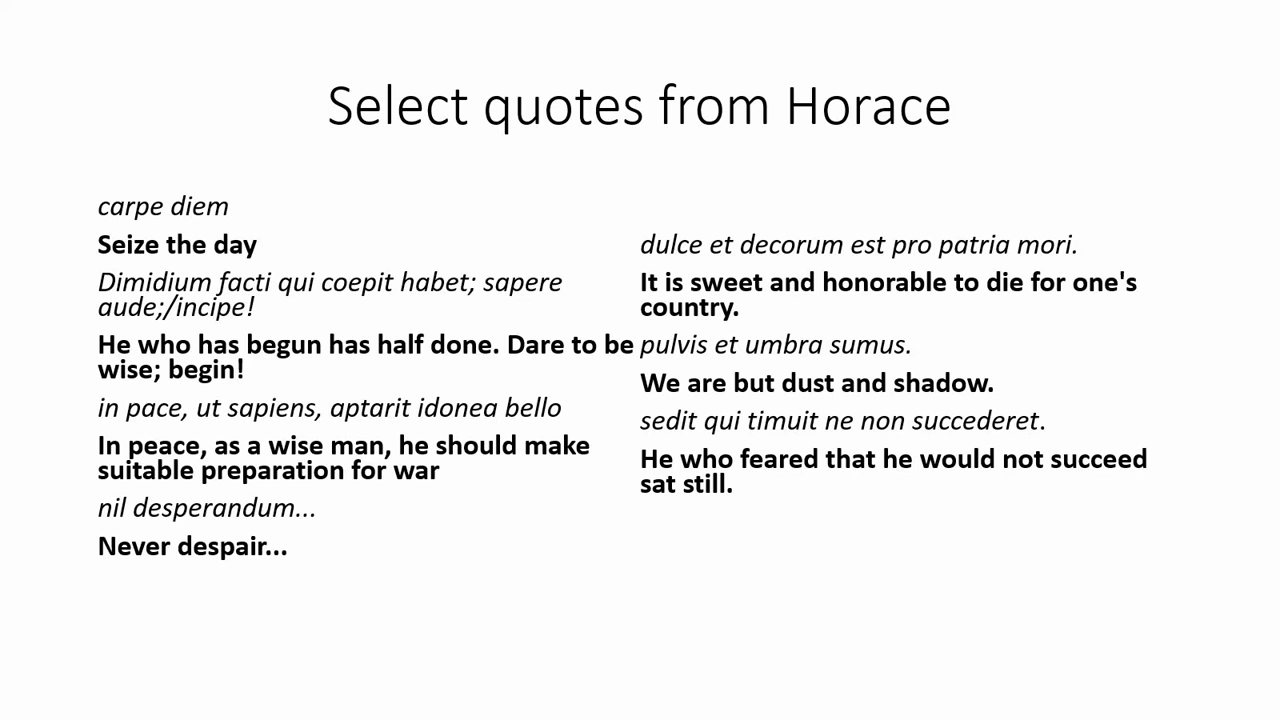 Select quotes from Horace
carpe diem
Seize the day
Dimidium facti qui coepit habet; sapere
aude;/incipe!
He who has begun has half done. Dare to be
wise; begin!
in pace, ut sapiens, aptarit idonea bello
In peace, as a wise man, he should make
suitable preparation for war
nil desperandum...
Never despair...
dulce et decorum est pro patria mori.
It is sweet and honorable to die for one's
country.
pulvis et umbra sumus.
We are but dust and shadow.
sedit qui timuit ne non succederet.
He who feared that he would not succeed
sat still.